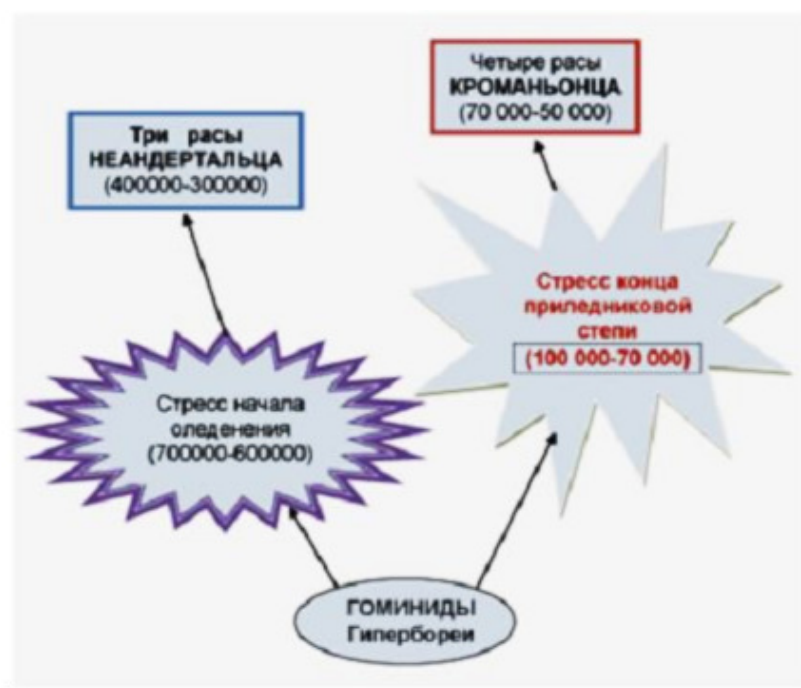 Четыре расы
КРОМАНЬОНЦА
(70 000-50 000)
Три расы
НЕАНДЕРТАЛЬЦА
(400000-300000)
Стресс конца
приледниковой
степи
(100 000-70 000)
Стресс начала
оледенения
(700000-600000)
ГОМИНИДЫ
Гипербореи